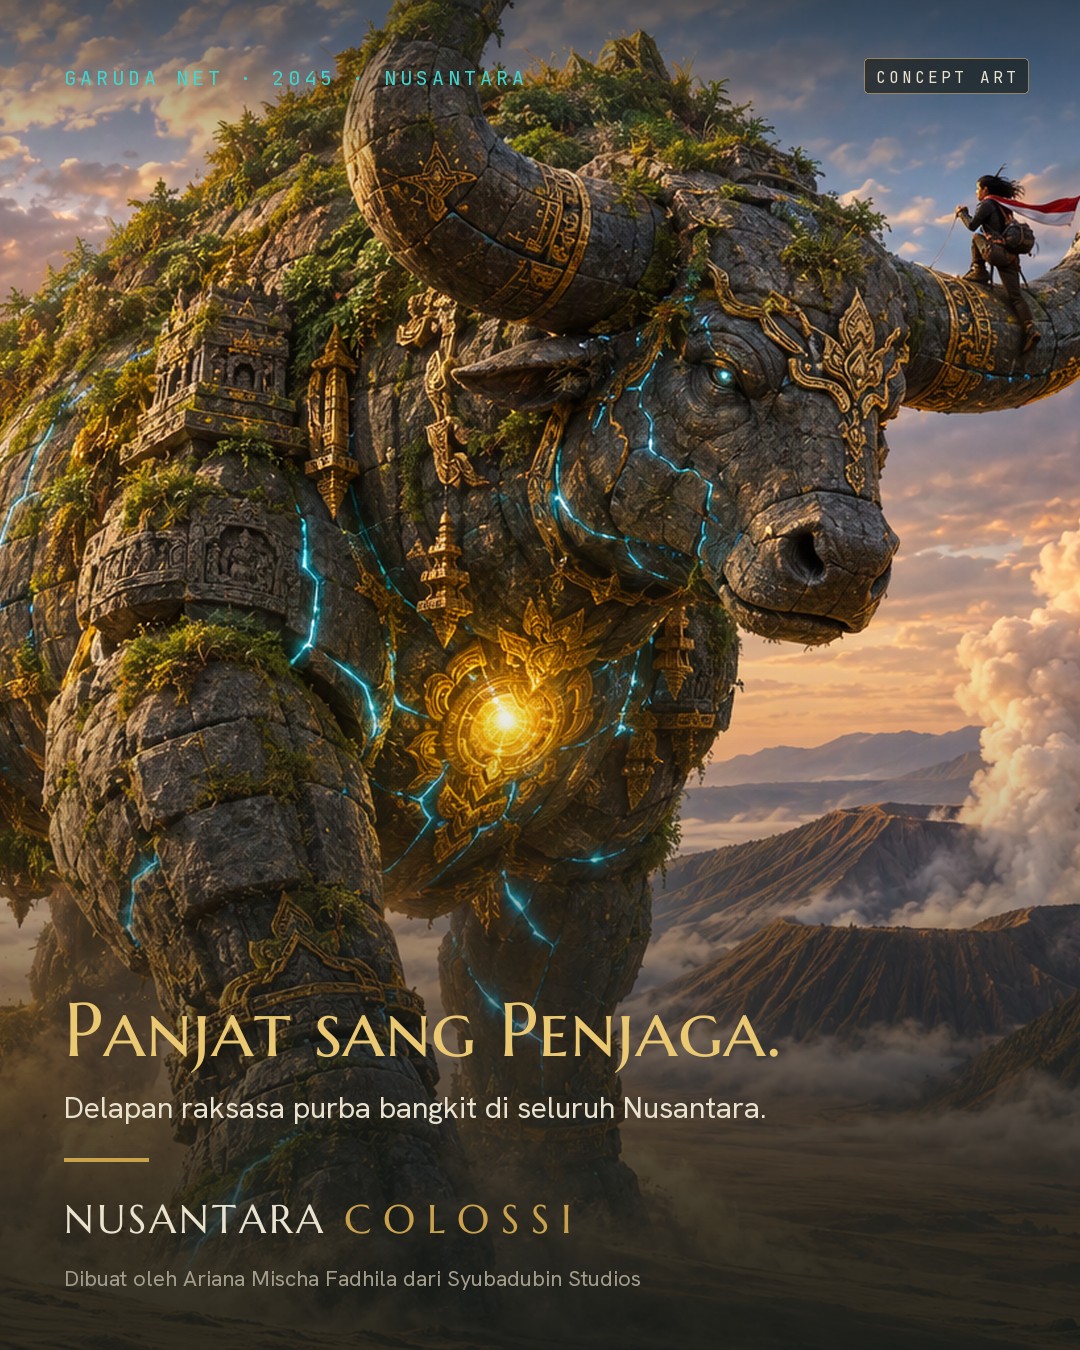 GARUDA NET · 2045 · NUSANTARA
CONCEPT ART
PANJAT SANG PENJAGA.
Delapan raksasa purba bangkit di seluruh Nusantara.
NUSANTARA COLOSSI
Dibuat oleh Ariana Mischa Fadhila dari Syubadubin Studios